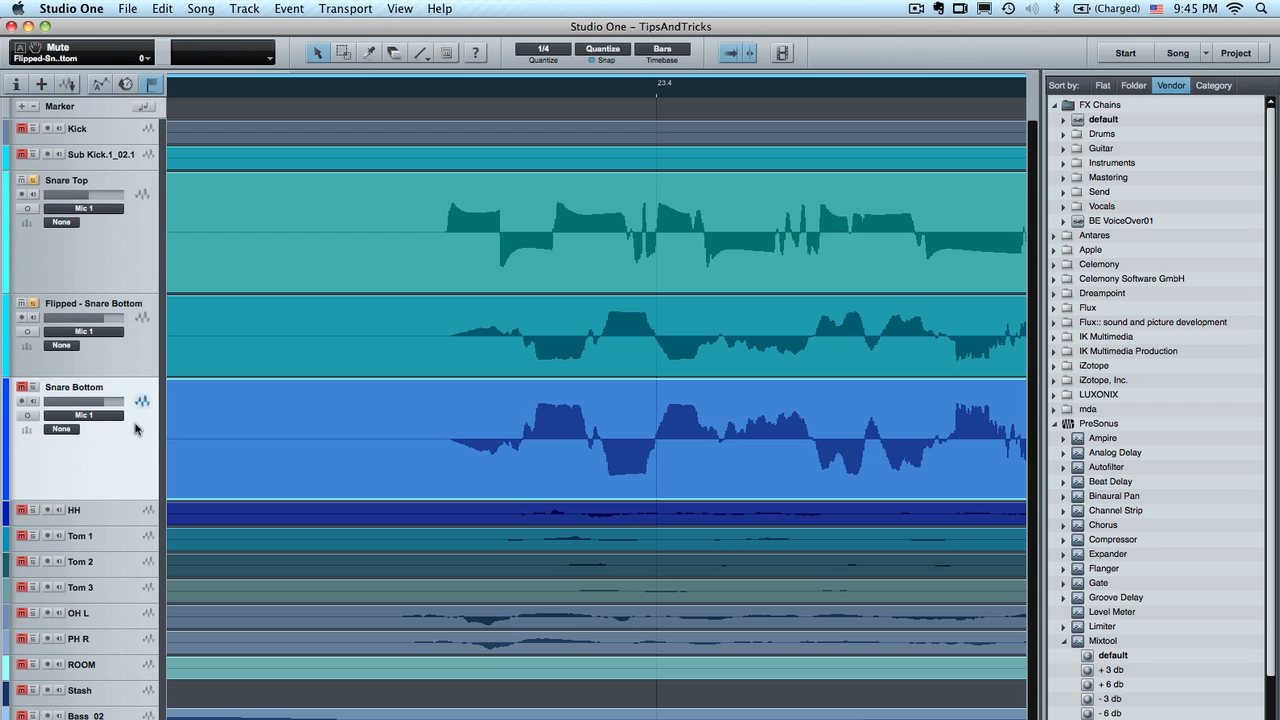 Studio One File Edit Song Track Event Transport View Help (Charged) 9:45 PM
Studio One - TipsAndTricks
Mute
Flipped-Sn..ttom 0
1/4 Quantize Bars
Quantize Snap Timebase
? Start Song Project
23.4
Marker
Kick
Sub Kick.1_02.1
Snare Top
Mic 1
None
Flipped - Snare Bottom
Mic 1
None
Snare Bottom
Mic 1
None
HH
Tom 1
Tom 2
Tom 3
OH L
PH R
ROOM
Stash
Bass_02
Sort by: Flat Folder Vendor Category
FX Chains
default
Drums
Guitar
Instruments
Mastering
Send
Vocals
BE VoiceOver01
Antares
Apple
Celemony
Celemony Software GmbH
Dreampoint
Flux
Flux:: sound and picture development
IK Multimedia
IK Multimedia Production
iZotope
iZotope, Inc.
LUXONIX
mda
PreSonus
Ampire
Analog Delay
Autofilter
Beat Delay
Binaural Pan
Channel Strip
Chorus
Compressor
Expander
Flanger
Gate
Groove Delay
Level Meter
Limiter
Mixtool
default
+ 3 db
+ 6 db
- 3 db
- 6 db